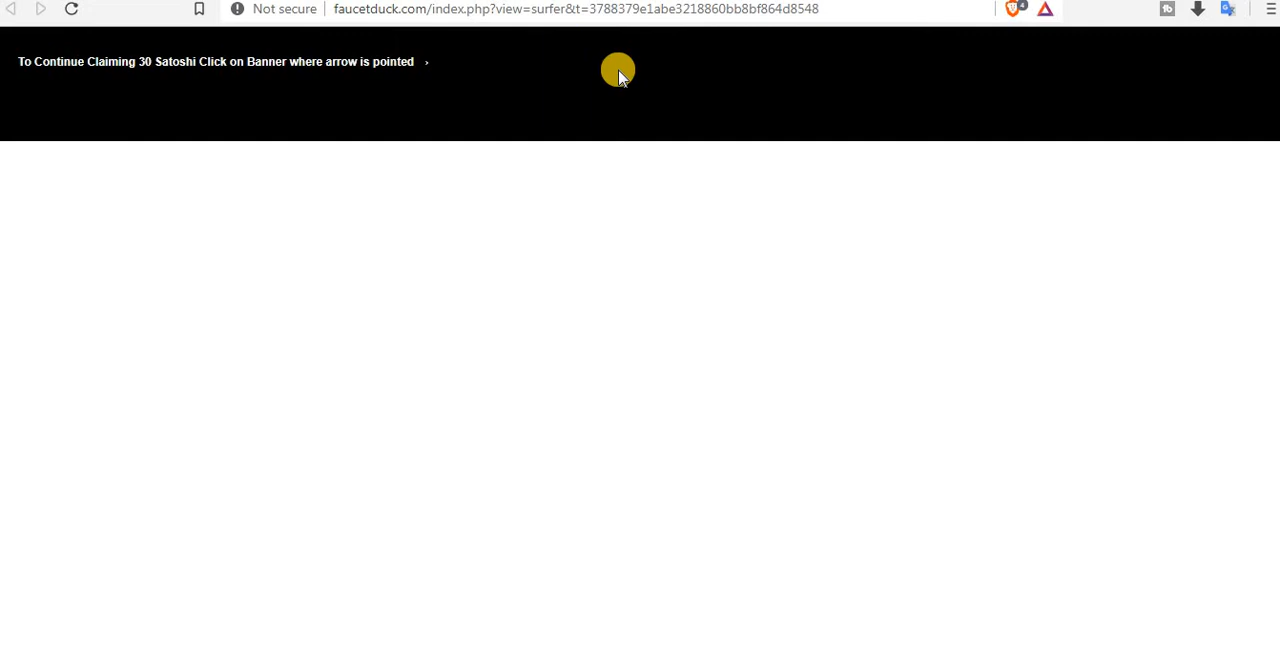 Not secure
faucetduck.com/index.php?view=surfer&t=3788379e1abe3218860bb8bf864d8548
4
To Continue Claiming 30 Satoshi Click on Banner where arrow is pointed ›